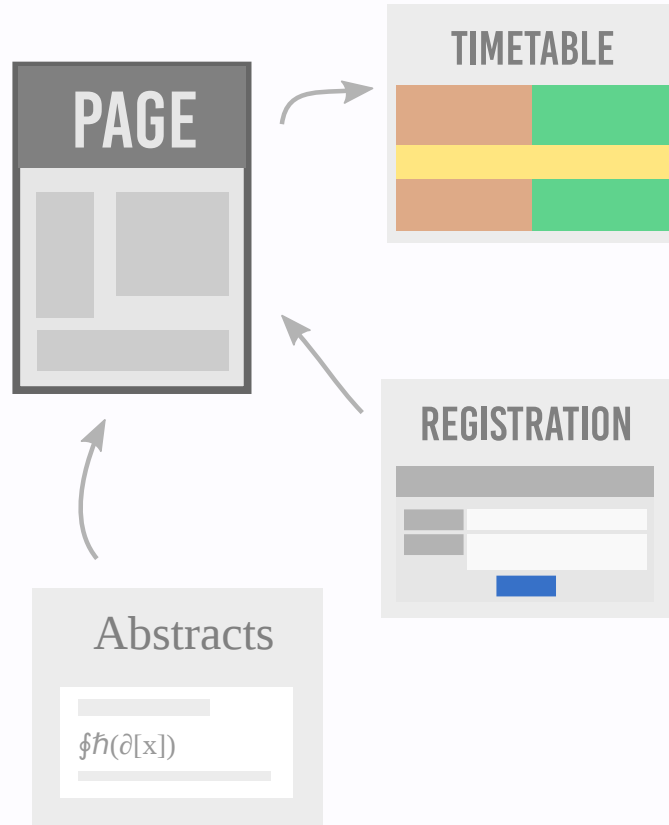 PAGE
TIMETABLE
REGISTRATION
Abstracts
∮ℏ(∂[x])